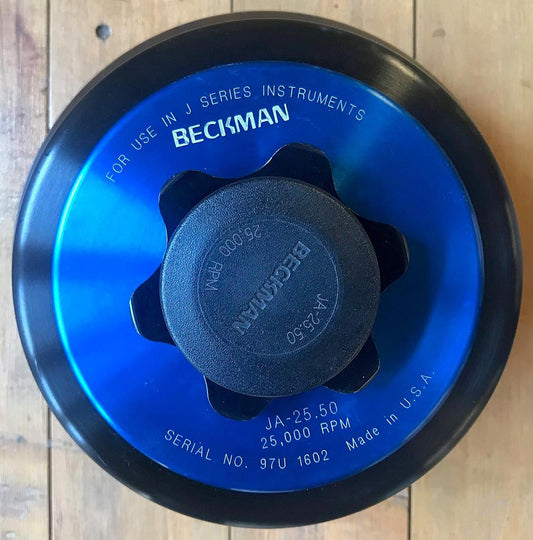 FOR USE IN J SERIES INSTRUMENTS
BECKMAN
25,000 RPM
BECKMAN
JA-25.50
JA-25.50
25,000 RPM
SERIAL NO. 97U 1602 Made in U.S.A.